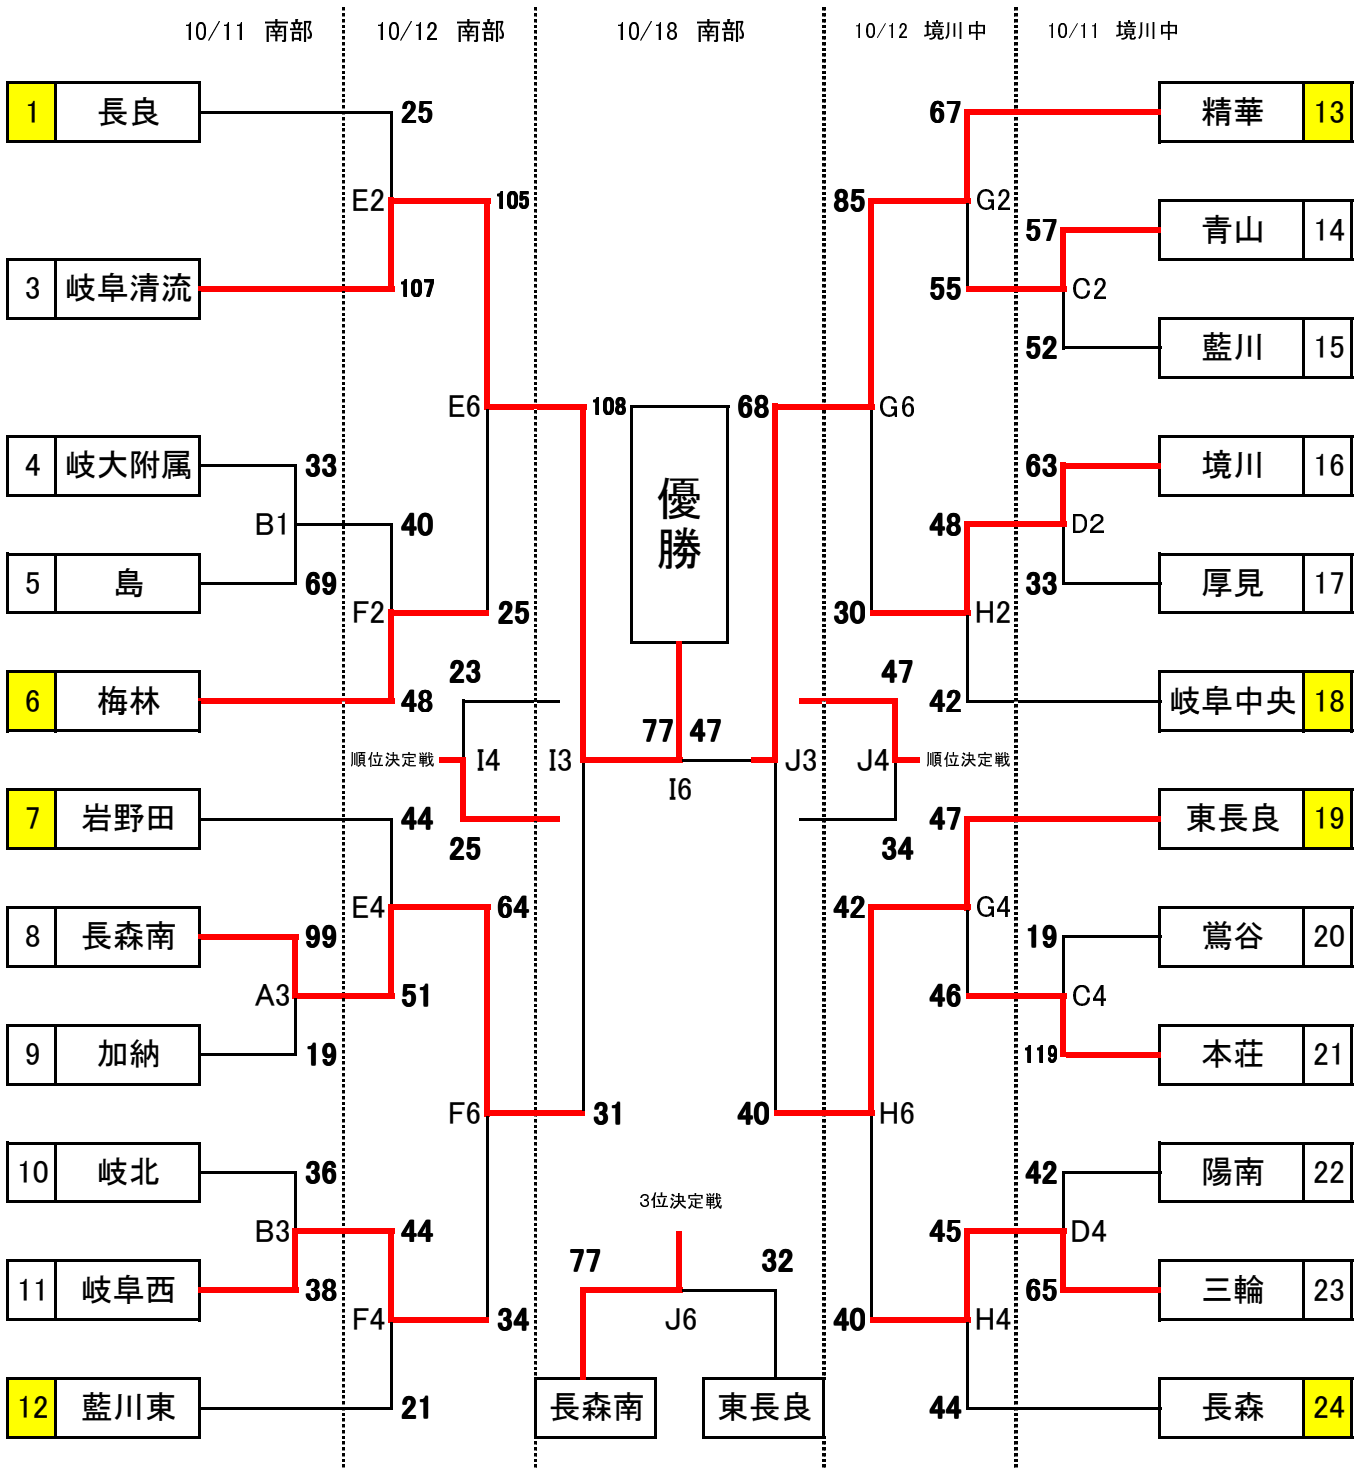 10/11 南部
10/12 南部
10/18 南部
10/12 境川中
10/11 境川中
1 長良
25
67
精華 13
E2
105
85
G2
57
青山 14
3 岐阜清流
107
55
C2
52
藍川 15
E6
108
68
G6
4 岐大附属
33
63
境川 16
優勝
B1
40
48
D2
5 島
69
33
厚見 17
F2
25
30
H2
23
47
6 梅林
48
42
岐阜中央 18
77
47
順位決定戦
I4
I3
I6
J3
J4
順位決定戦
7 岩野田
44
47
東長良 19
25
34
E4
64
42
G4
8 長森南
99
19
鶯谷 20
A3
51
46
C4
9 加納
19
119
本荘 21
F6
31
40
H6
10 岐北
36
42
陽南 22
3位決定戦
B3
44
45
D4
77
32
11 岐阜西
38
65
三輪 23
F4
34
J6
40
H4
12 藍川東
21
長森南
東長良
44
長森 24